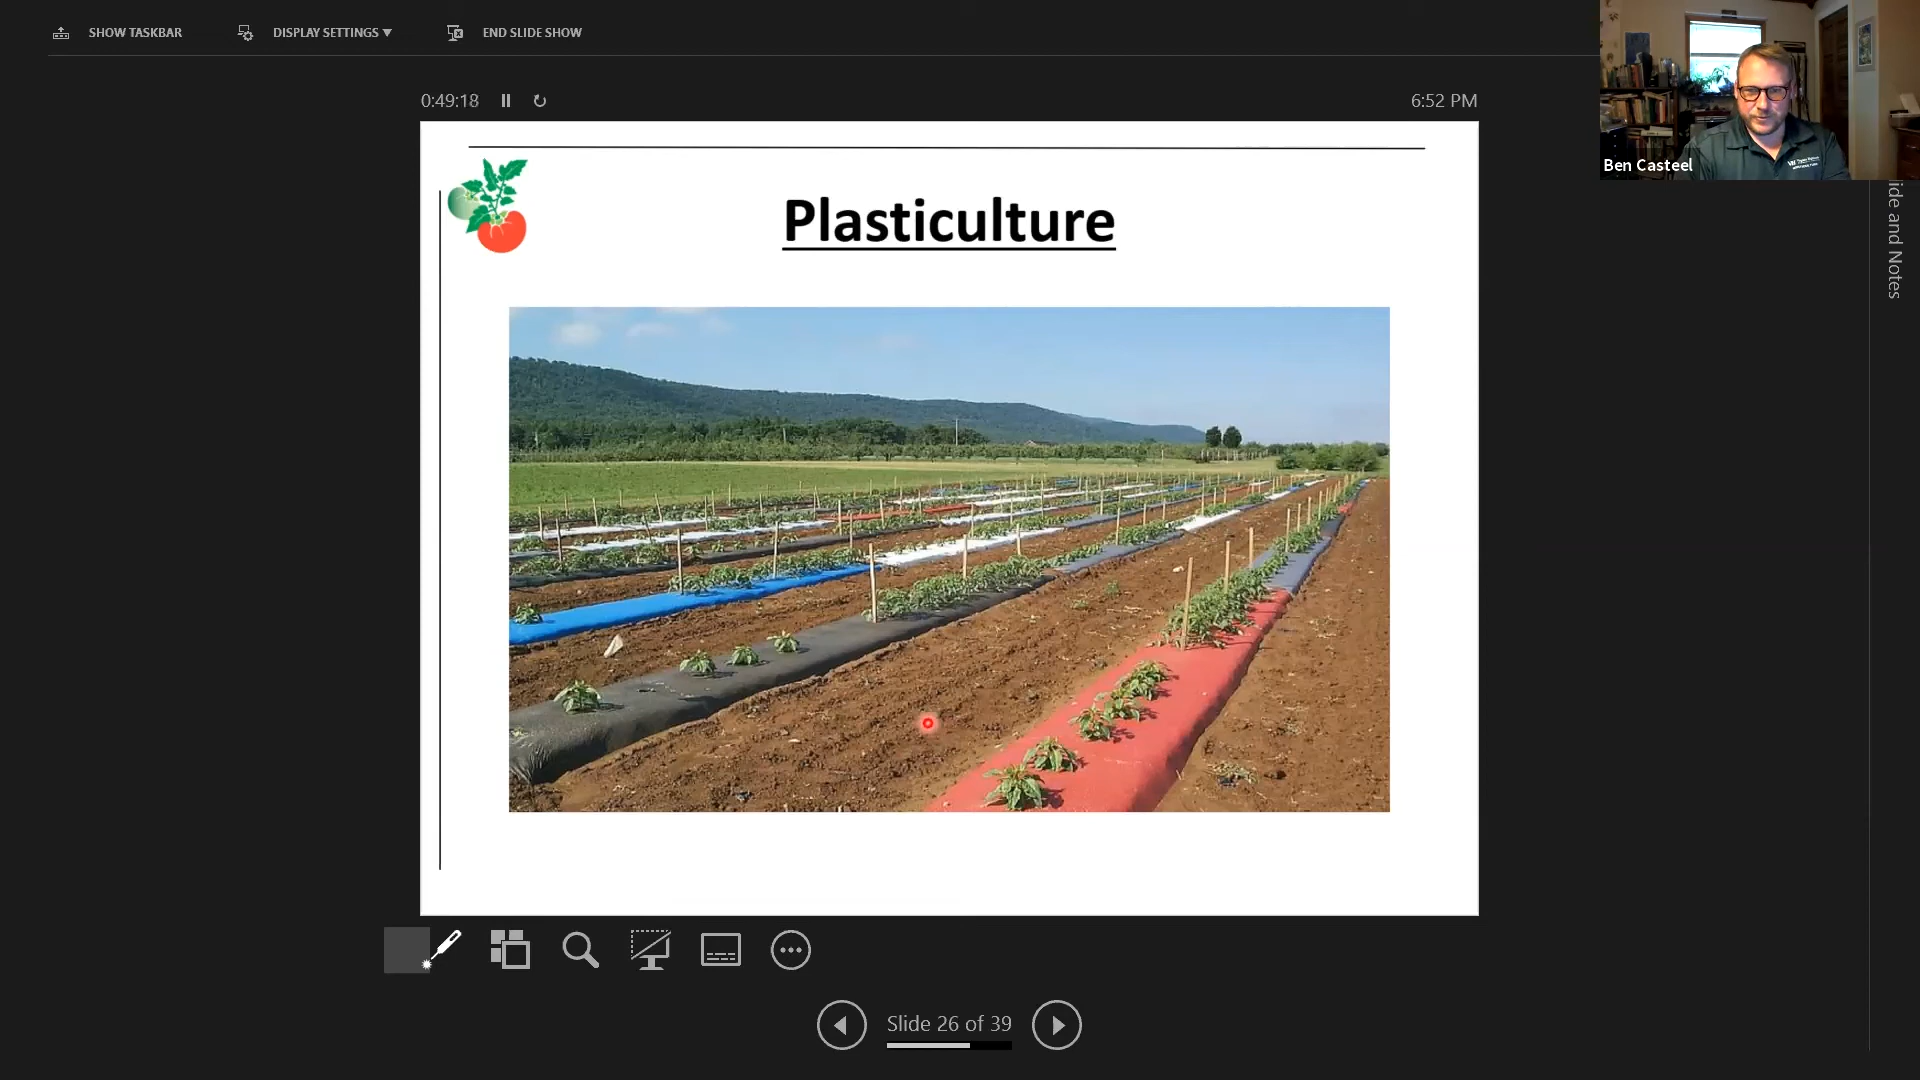 SHOW TASKBAR
DISPLAY SETTINGS
END SLIDE SHOW
0:49:18
6:52 PM
Ben Casteel
Plasticulture
lide and Notes
Slide 26 of 39